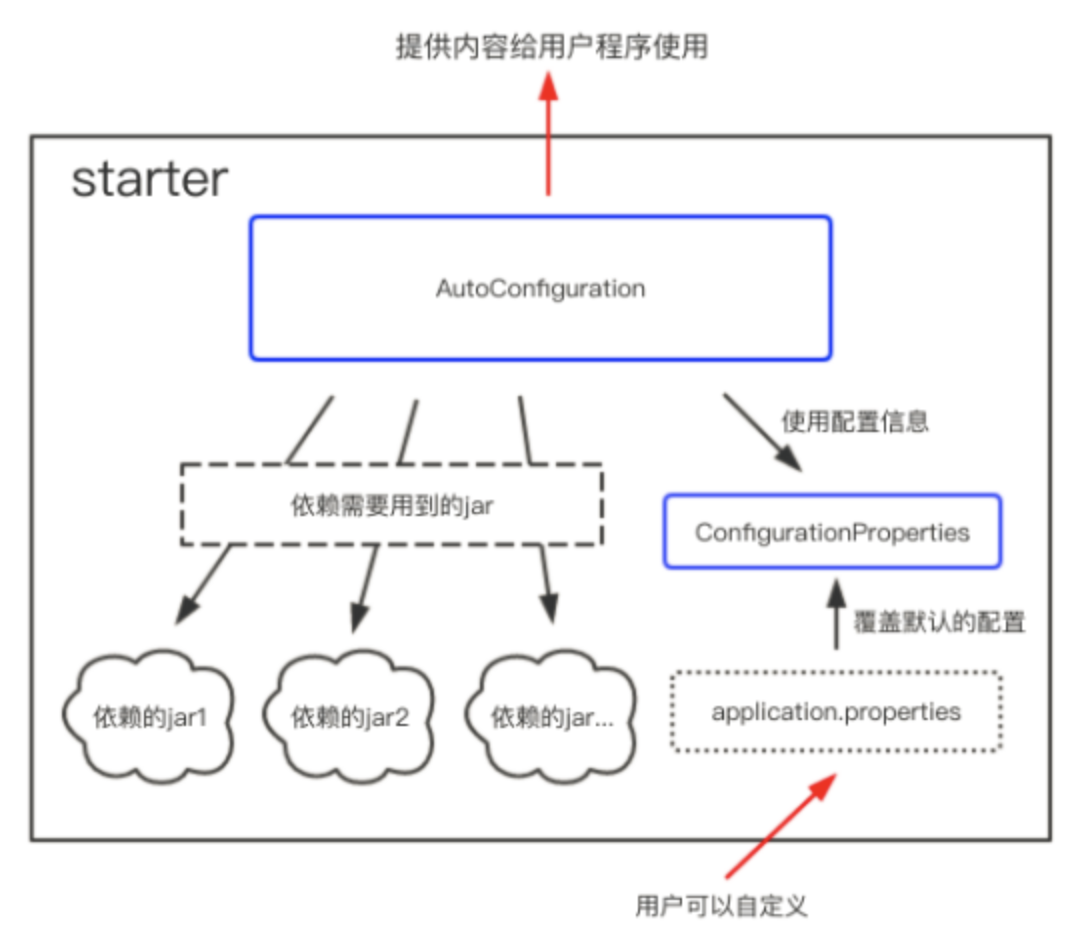 提供内容给用户程序使用
starter
AutoConfiguration
使用配置信息
依赖需要用到的jar
ConfigurationProperties
覆盖默认的配置
依赖的jar1
依赖的jar2
依赖的jar...
application.properties
用户可以自定义